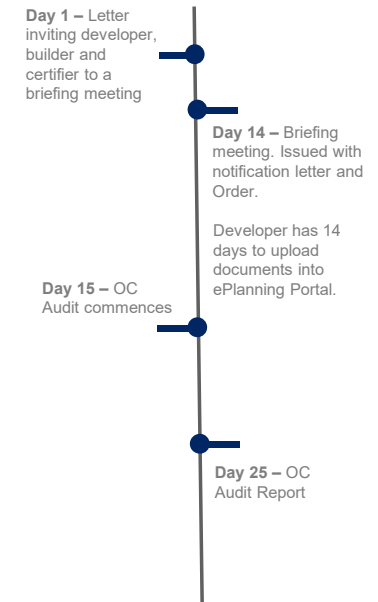 Day 1 – Letter
inviting developer,
builder and
certifier to a
briefing meeting
Day 14 – Briefing
meeting. Issued with
notification letter and
Order.
Developer has 14
days to upload
documents into
ePlanning Portal.
Day 15 – OC
Audit commences
Day 25 – OC
Audit Report